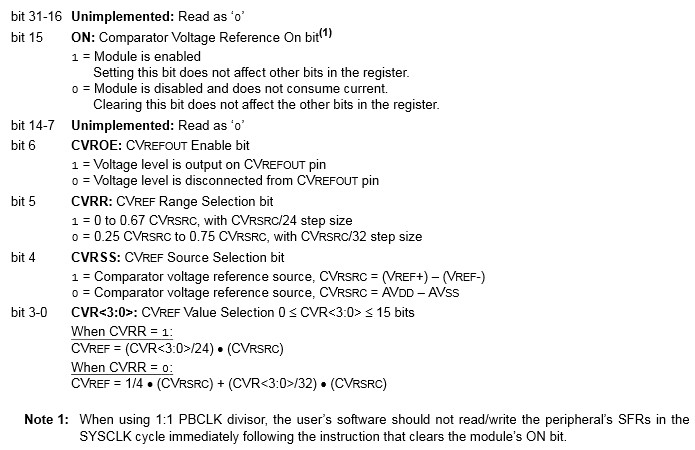 bit 31-16 Unimplemented: Read as ‘0’
bit 15 ON: Comparator Voltage Reference On bit(1)
1 = Module is enabled
Setting this bit does not affect other bits in the register.
0 = Module is disabled and does not consume current.
Clearing this bit does not affect the other bits in the register.
bit 14-7 Unimplemented: Read as ‘0’
bit 6 CVROE: CVREFOUT Enable bit
1 = Voltage level is output on CVREFOUT pin
0 = Voltage level is disconnected from CVREFOUT pin
bit 5 CVRR: CVREF Range Selection bit
1 = 0 to 0.67 CVRSRC, with CVRSRC/24 step size
0 = 0.25 CVRSRC to 0.75 CVRSRC, with CVRSRC/32 step size
bit 4 CVRSS: CVREF Source Selection bit
1 = Comparator voltage reference source, CVRSRC = (VREF+) – (VREF-)
0 = Comparator voltage reference source, CVRSRC = AVDD – AVSS
bit 3-0 CVR<3:0>: CVREF Value Selection 0 ≤ CVR<3:0> ≤ 15 bits
When CVRR = 1:
CVREF = (CVR<3:0>/24) • (CVRSRC)
When CVRR = 0:
CVREF = 1/4 • (CVRSRC) + (CVR<3:0>/32) • (CVRSRC)
Note 1: When using 1:1 PBCLK divisor, the user’s software should not read/write the peripheral’s SFRs in the
SYSCLK cycle immediately following the instruction that clears the module’s ON bit.